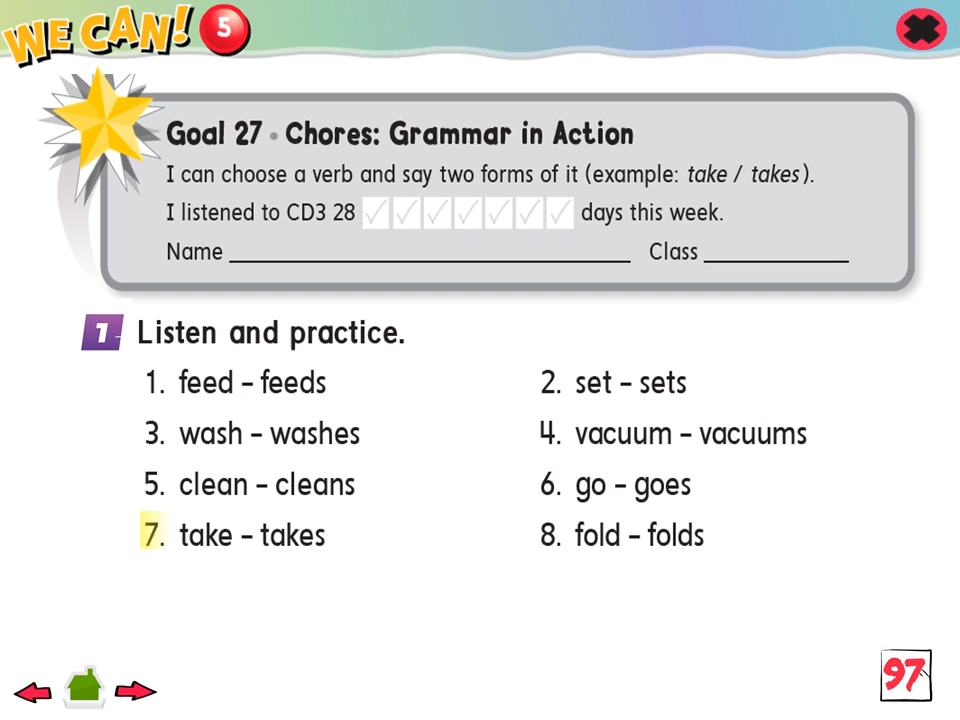 WE CAN! 5
Goal 27 • Chores: Grammar in Action
I can choose a verb and say two forms of it (example: take / takes).
I listened to CD3 28 ✓ ✓ ✓ ✓ ✓ ✓ ✓ days this week.
Name ______ Class ______
1 Listen and practice.
1. feed – feeds 2. set – sets
3. wash – washes 4. vacuum – vacuums
5. clean – cleans 6. go – goes
7. take – takes 8. fold – folds
97